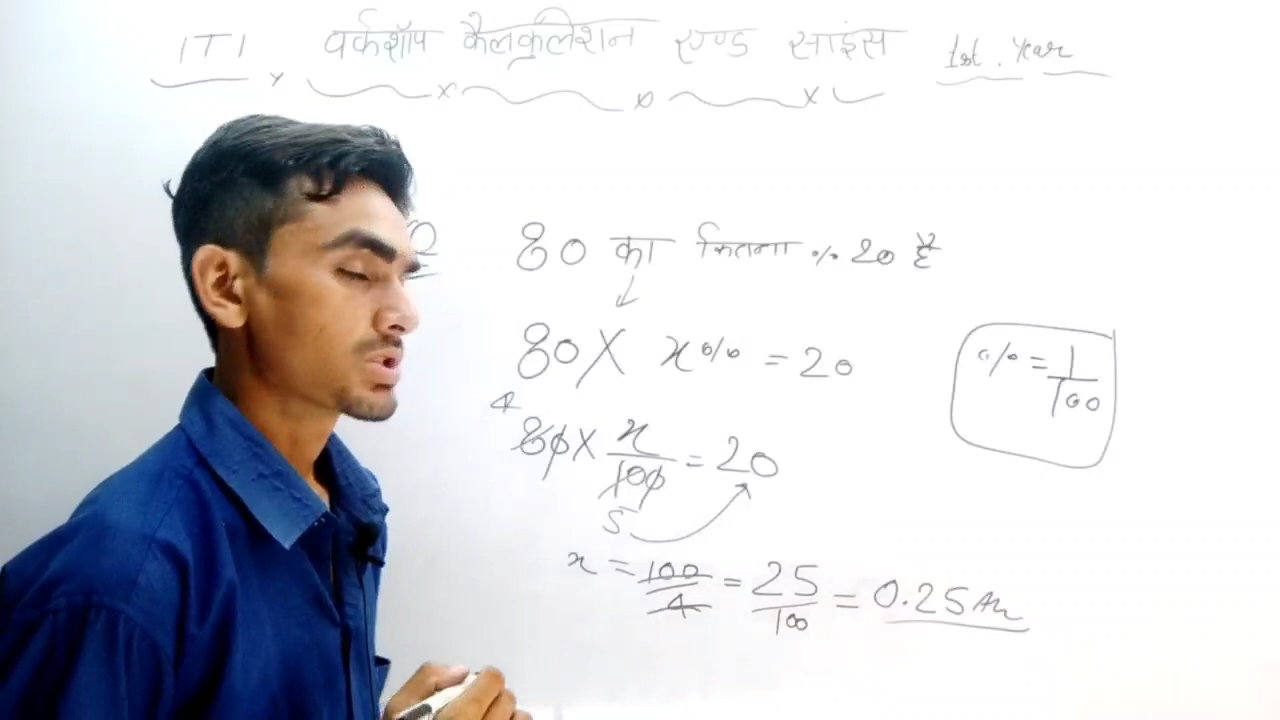 ITI वर्कशॉप कैलकुलेशन एण्ड साइंस 1st. Year
Q 80 का कितना % 20 है
80 X x% = 20
% = 1/100
4
80 X x/100 = 20
5
x = 100/4 = 25/100 = 0.25 An